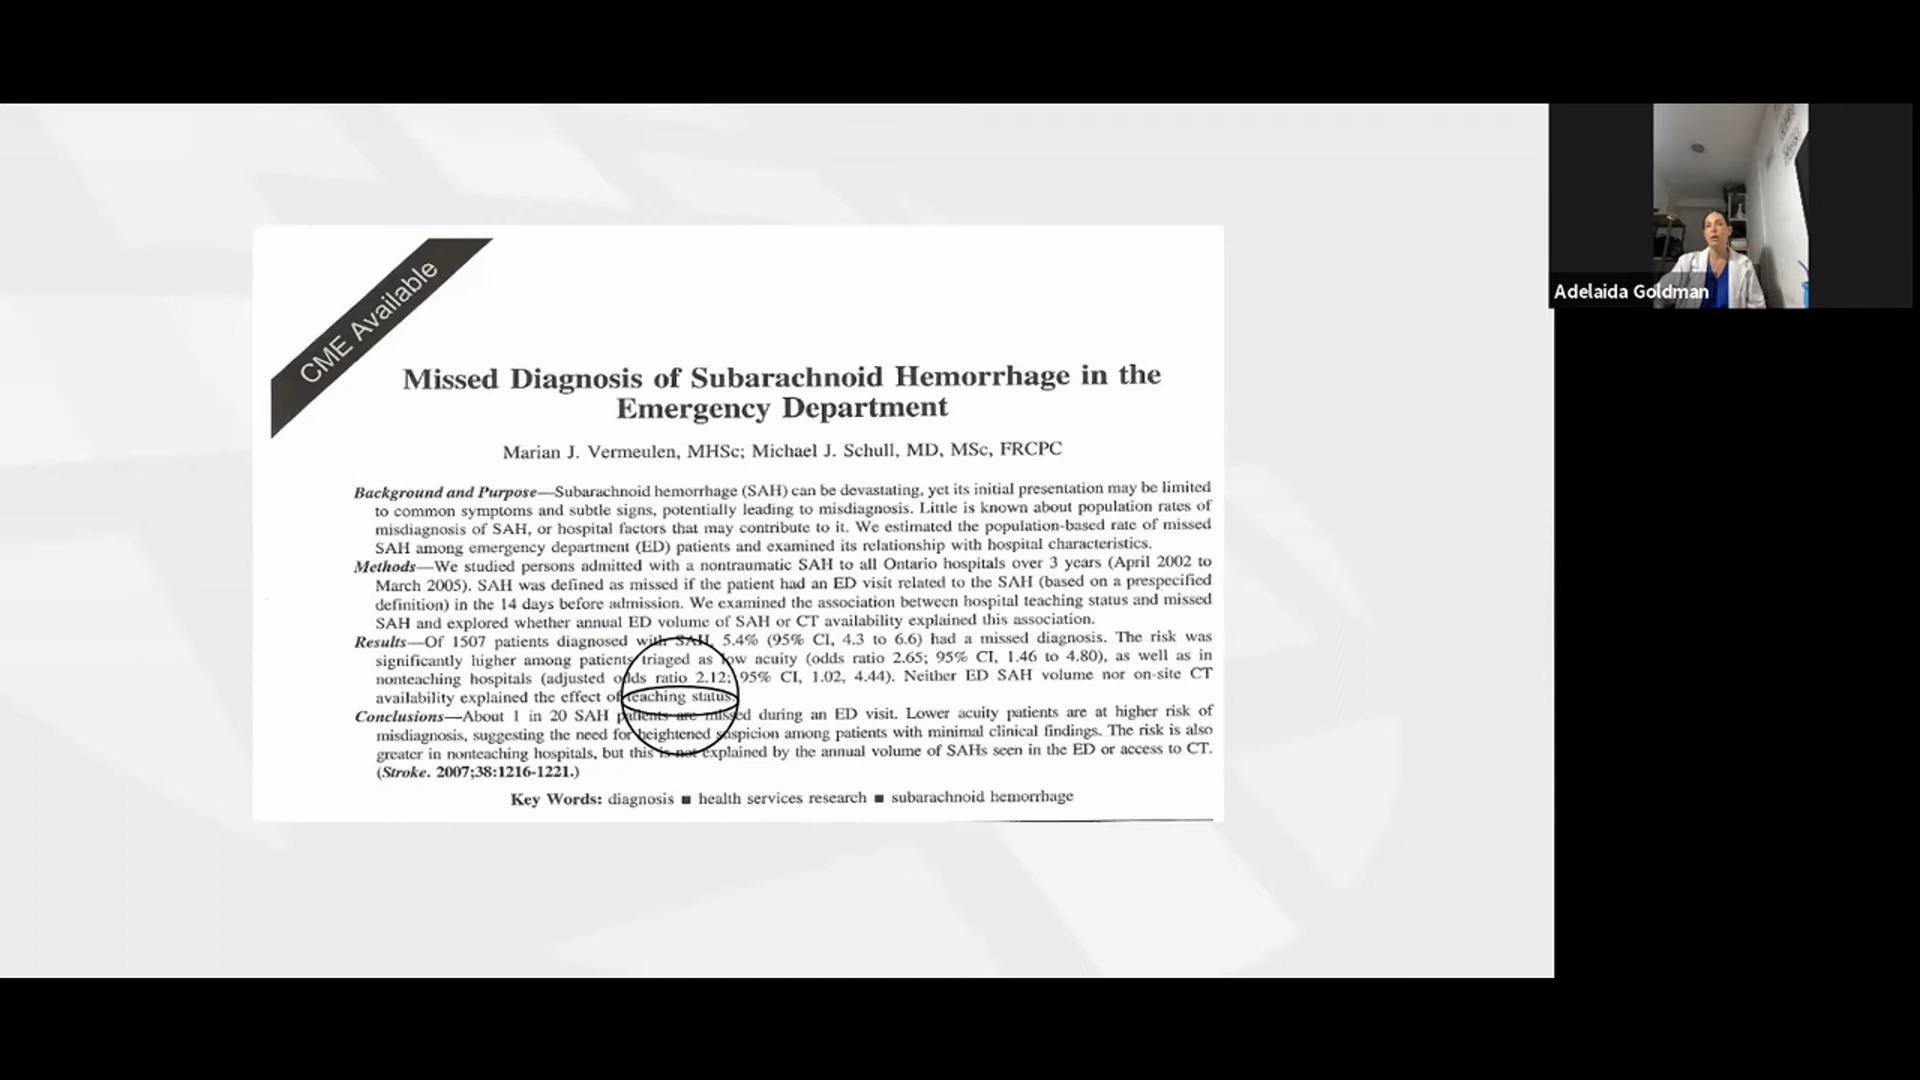 CME Available
Missed Diagnosis of Subarachnoid Hemorrhage in the
Emergency Department
Marian J. Vermeulen, MHSc; Michael J. Schull, MD, MSc, FRCPC
Background and Purpose—Subarachnoid hemorrhage (SAH) can be devastating, yet its initial presentation may be limited
to common symptoms and subtle signs, potentially leading to misdiagnosis. Little is known about population rates of
misdiagnosis of SAH, or hospital factors that may contribute to it. We estimated the population-based rate of missed
SAH among emergency department (ED) patients and examined its relationship with hospital characteristics.
Methods—We studied persons admitted with a nontraumatic SAH to all Ontario hospitals over 3 years (April 2002 to
March 2005). SAH was defined as missed if the patient had an ED visit related to the SAH (based on a prespecified
definition) in the 14 days before admission. We examined the association between hospital teaching status and missed
SAH and explored whether annual ED volume of SAH or CT availability explained this association.
Results—Of 1507 patients diagnosed with SAH, 5.4% (95% CI, 4.3 to 6.6) had a missed diagnosis. The risk was
significantly higher among patients triaged as low acuity (odds ratio 2.65; 95% CI, 1.46 to 4.80), as well as in
nonteaching hospitals (adjusted odds ratio 2.12; 95% CI, 1.02, 4.44). Neither ED SAH volume nor on-site CT
availability explained the effect of teaching status.
Conclusions—About 1 in 20 SAH patients are missed during an ED visit. Lower acuity patients are at higher risk of
misdiagnosis, suggesting the need for heightened suspicion among patients with minimal clinical findings. The risk is also
greater in nonteaching hospitals, but this is not explained by the annual volume of SAHs seen in the ED or access to CT.
(Stroke. 2007;38:1216-1221.)
Key Words: diagnosis ■ health services research ■ subarachnoid hemorrhage
Adelaida Goldman